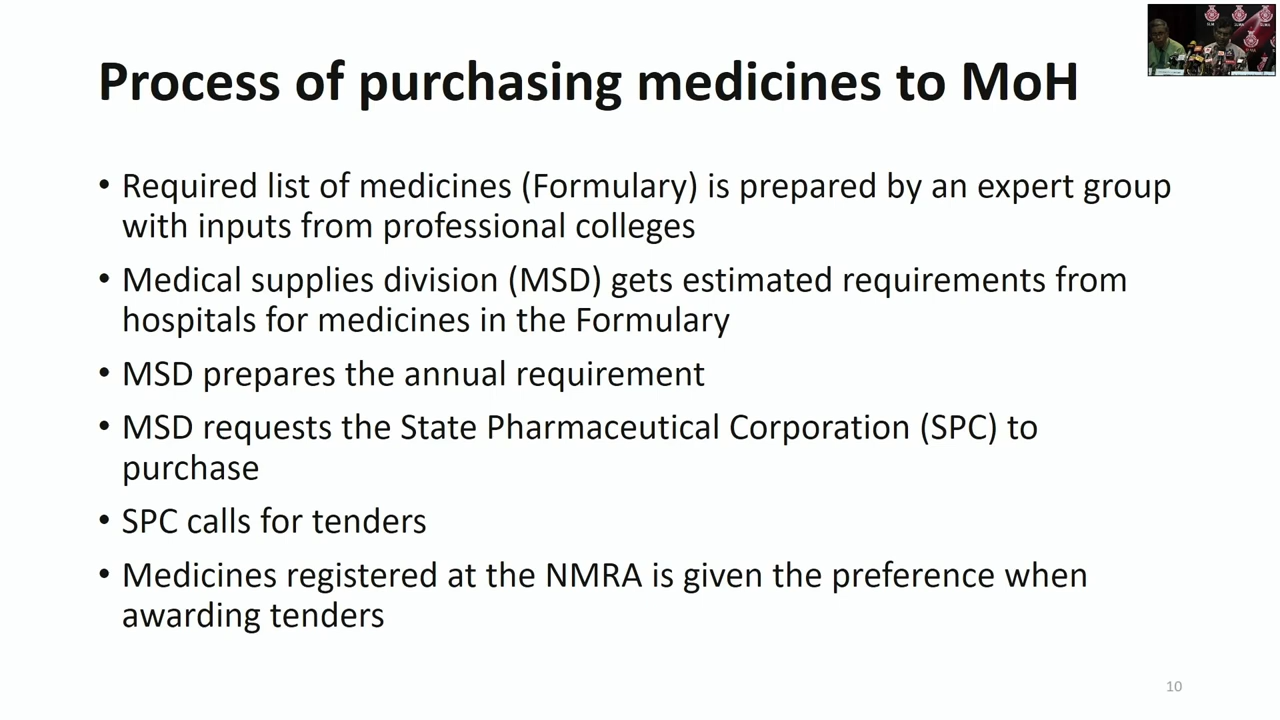 Process of purchasing medicines to MoH
• Required list of medicines (Formulary) is prepared by an expert group
with inputs from professional colleges
• Medical supplies division (MSD) gets estimated requirements from
hospitals for medicines in the Formulary
• MSD prepares the annual requirement
• MSD requests the State Pharmaceutical Corporation (SPC) to
purchase
• SPC calls for tenders
• Medicines registered at the NMRA is given the preference when
awarding tenders
10